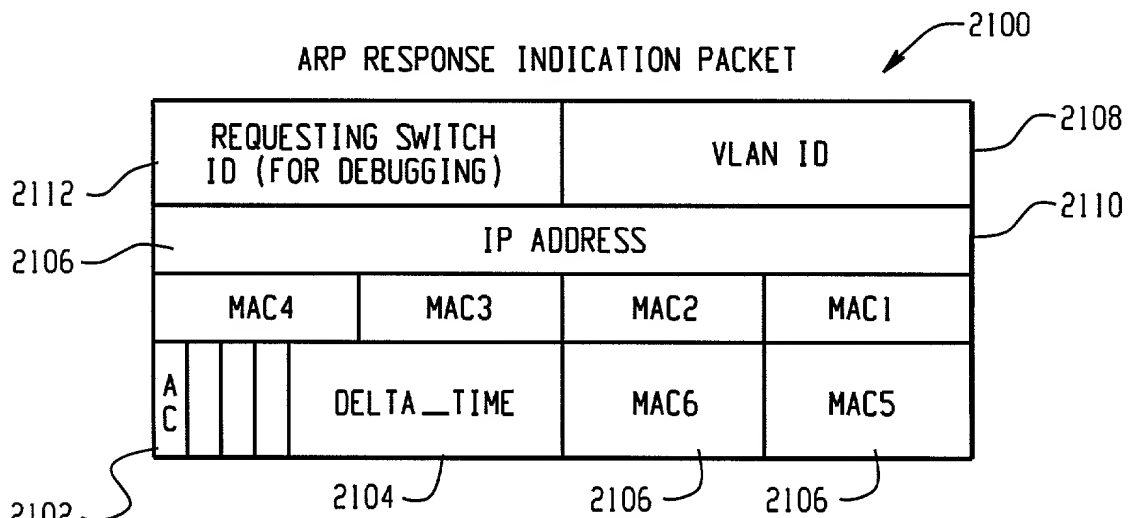 2100
ARP RESPONSE INDICATION PACKET
REQUESTING SWITCH
ID (FOR DEBUGGING)
VLAN ID
2108
2112
2110
IP ADDRESS
2106
MAC4 MAC3 MAC2 MAC1
A
C
DELTA_TIME MAC6 MAC5
2102 2104 2106 2106